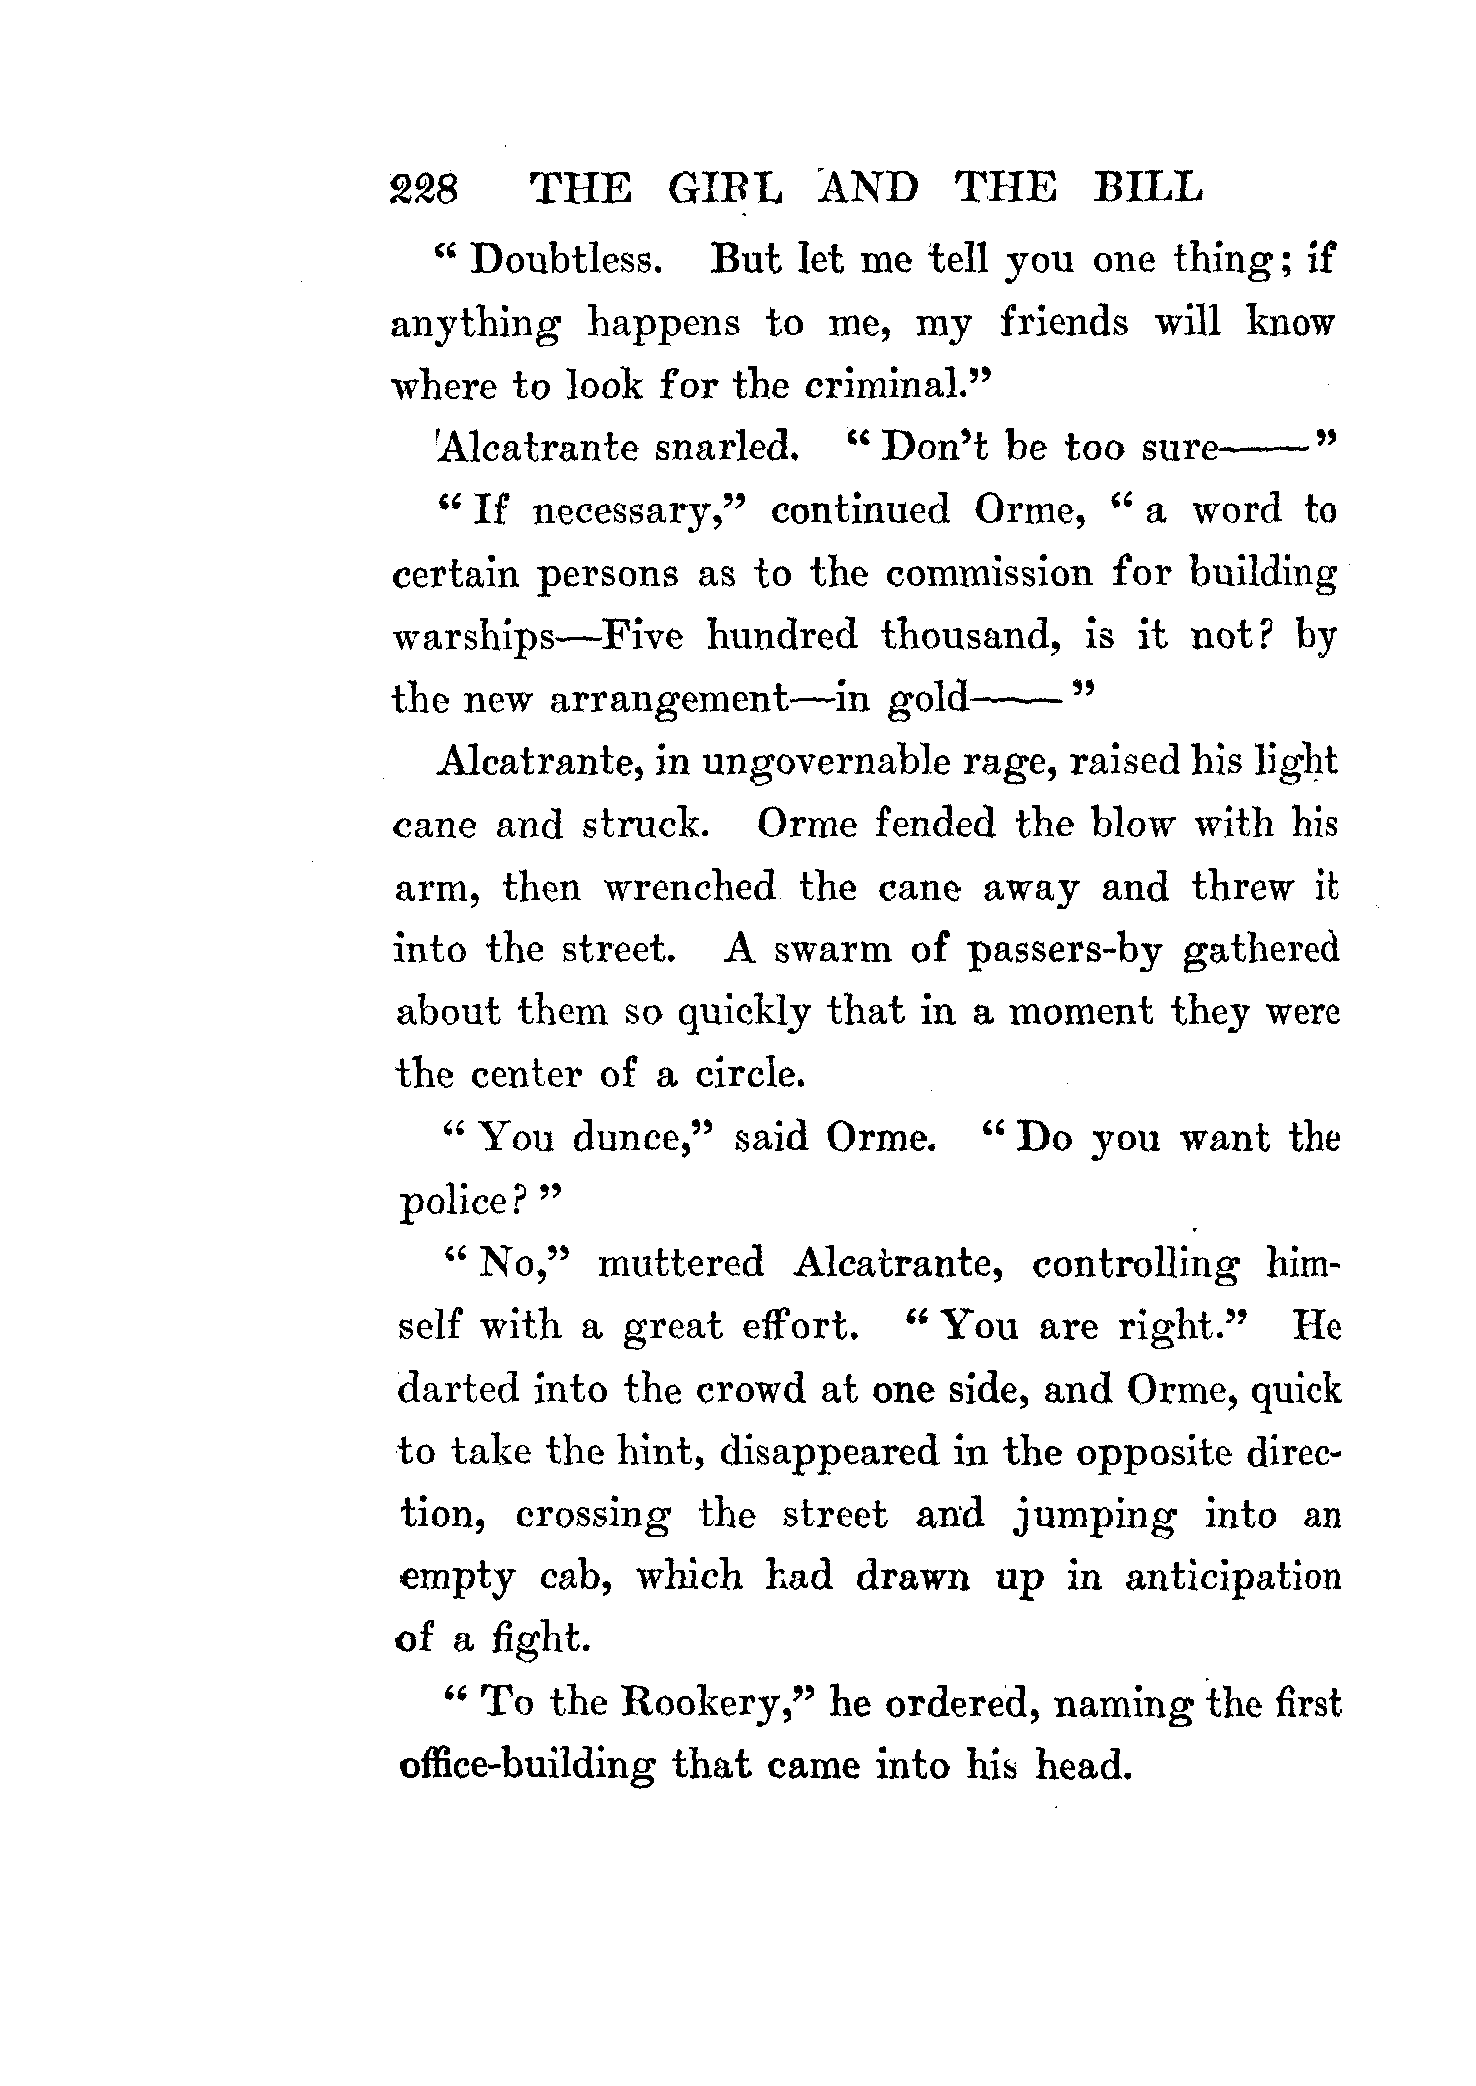 228 THE GIRL AND THE BILL
“Doubtless. But let me tell you one thing; if
anything happens to me, my friends will know
where to look for the criminal.”
Alcatrante snarled. “Don’t be too sure——”
“If necessary,” continued Orme, “a word to
certain persons as to the commission for building
warships—Five hundred thousand, is it not? by
the new arrangement—in gold——”
Alcatrante, in ungovernable rage, raised his light
cane and struck. Orme fended the blow with his
arm, then wrenched the cane away and threw it
into the street. A swarm of passers-by gathered
about them so quickly that in a moment they were
the center of a circle.
“You dunce,” said Orme. “Do you want the
police?”
“No,” muttered Alcatrante, controlling him-
self with a great effort. “You are right.” He
darted into the crowd at one side, and Orme, quick
to take the hint, disappeared in the opposite direc-
tion, crossing the street and jumping into an
empty cab, which had drawn up in anticipation
of a fight.
“To the Rookery,” he ordered, naming the first
office-building that came into his head.